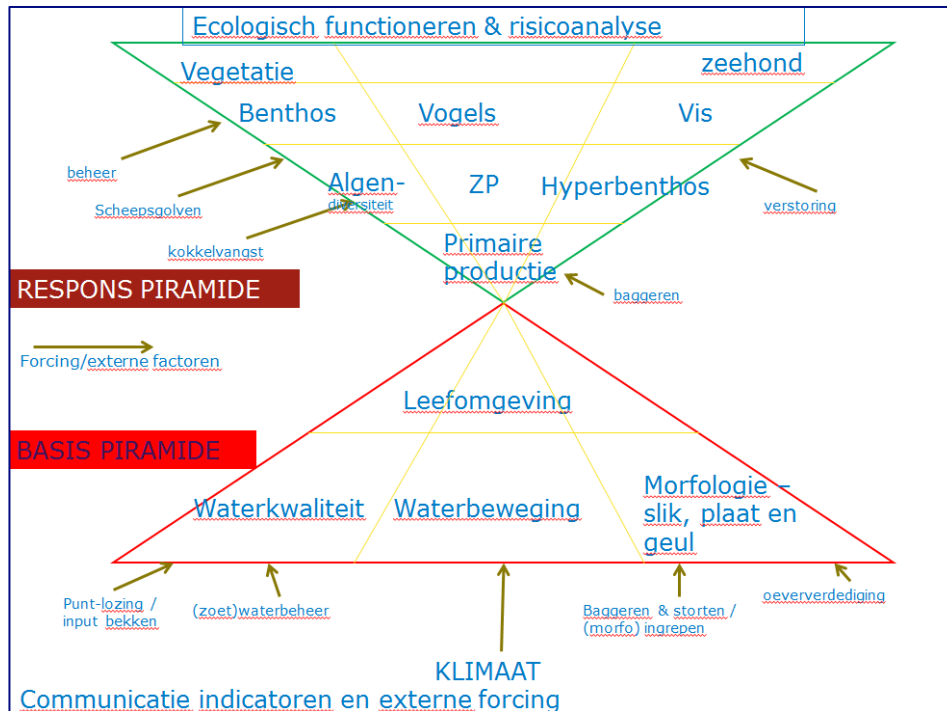 Ecologisch functioneren & risicoanalyse
Vegetatie
zeehond
Benthos
Vogels
Vis
beheer
Algen-
diversiteit
ZP
Hyperbenthos
Scheepsgolven
verstoring
kokkelvangst
Primaire
productie
baggeren
RESPONS PIRAMIDE
Forcing/externe factoren
Leefomgeving
BASIS PIRAMIDE
Waterkwaliteit
Waterbeweging
Morfologie –
slik, plaat en
geul
Punt-lozing /
input bekken
(zoet)waterbeheer
Baggeren & storten /
(morfo) ingrepen
oeververdediging
KLIMAAT
Communicatie indicatoren en externe forcing